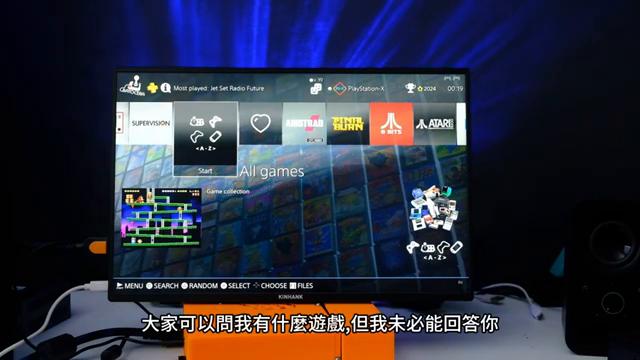 Most played: Jet Set Radio Future
PlayStation-X
2024
00:19
SUPERVISION
<A-Z>
AMSTRAD
FINAL BURN
8 BITS
ATARI
Start
All games
Game collection
<A-Z>
MENU SEARCH RANDOM SELECT CHOOSE FILES
KINHANK
大家可以問我有什麼遊戲,但我未必能回答你